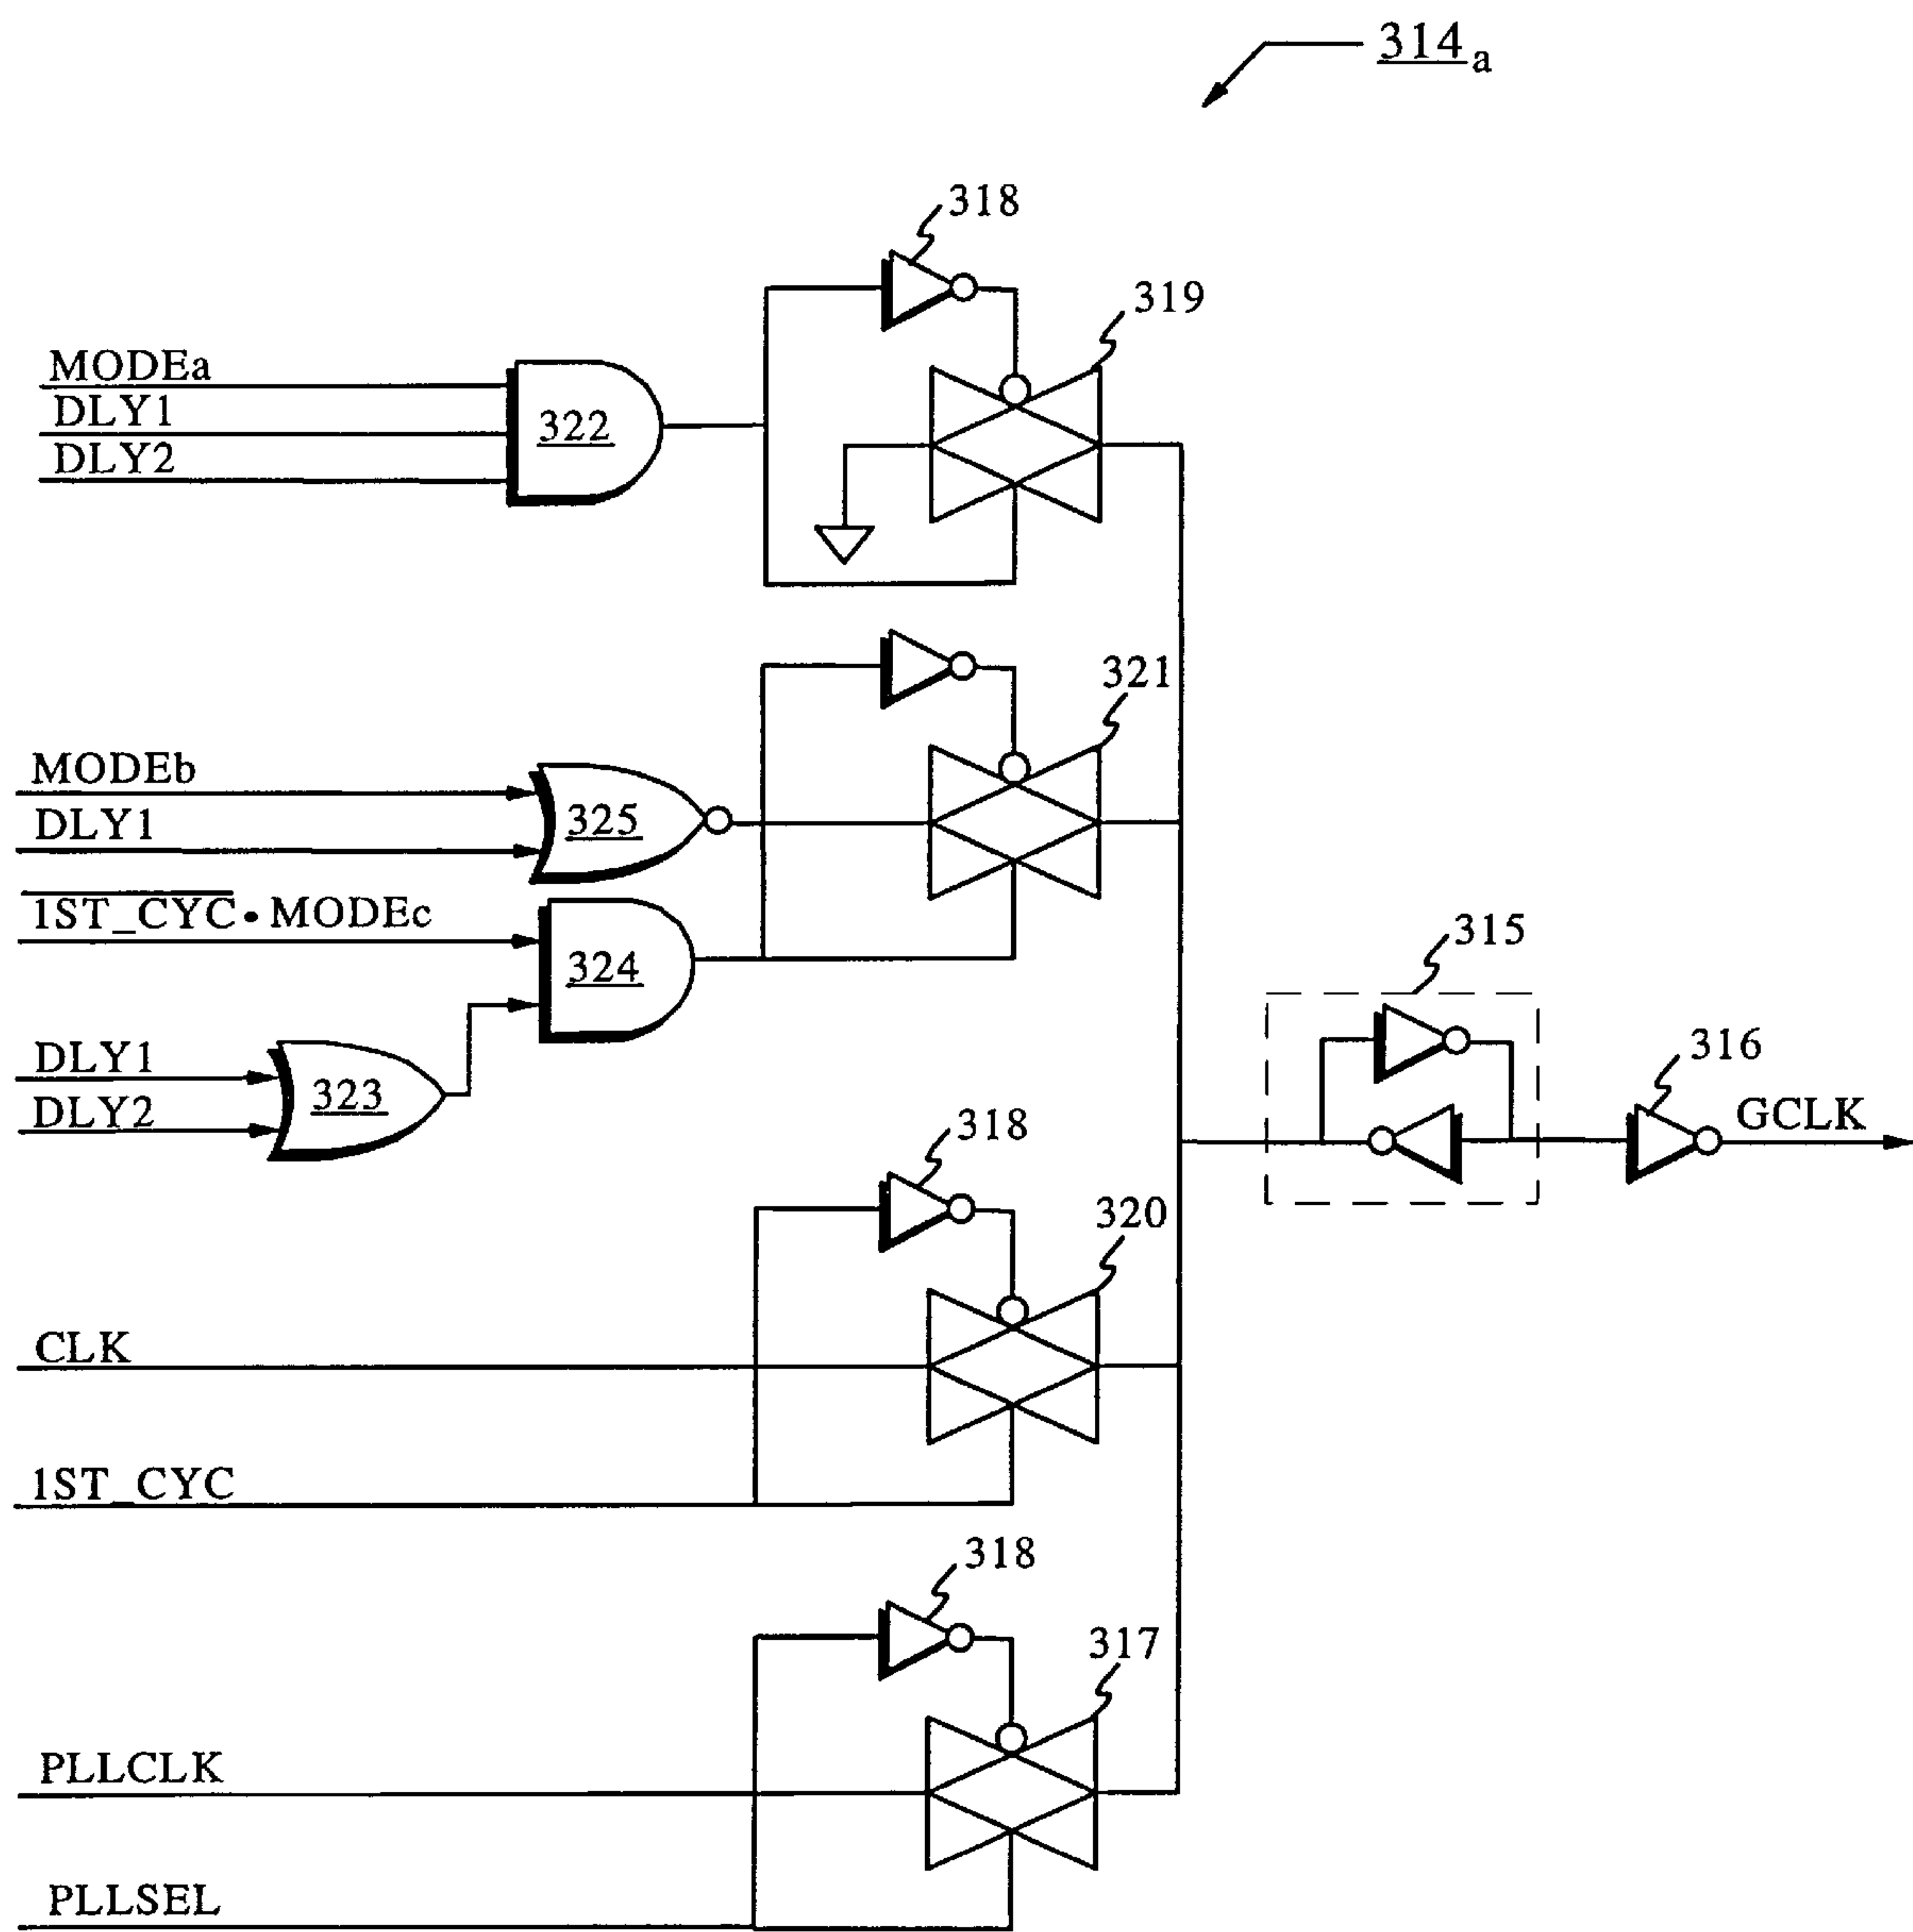 314a
318
319
MODEa
DLY1
322
DLY2
321
MODEb
325
DLY1
1ST_CYC•MODEc
324
315
DLY1
323
DLY2
316
GCLK
318
320
CLK
1ST_CYC
318
317
PLLCLK
PLLSEL